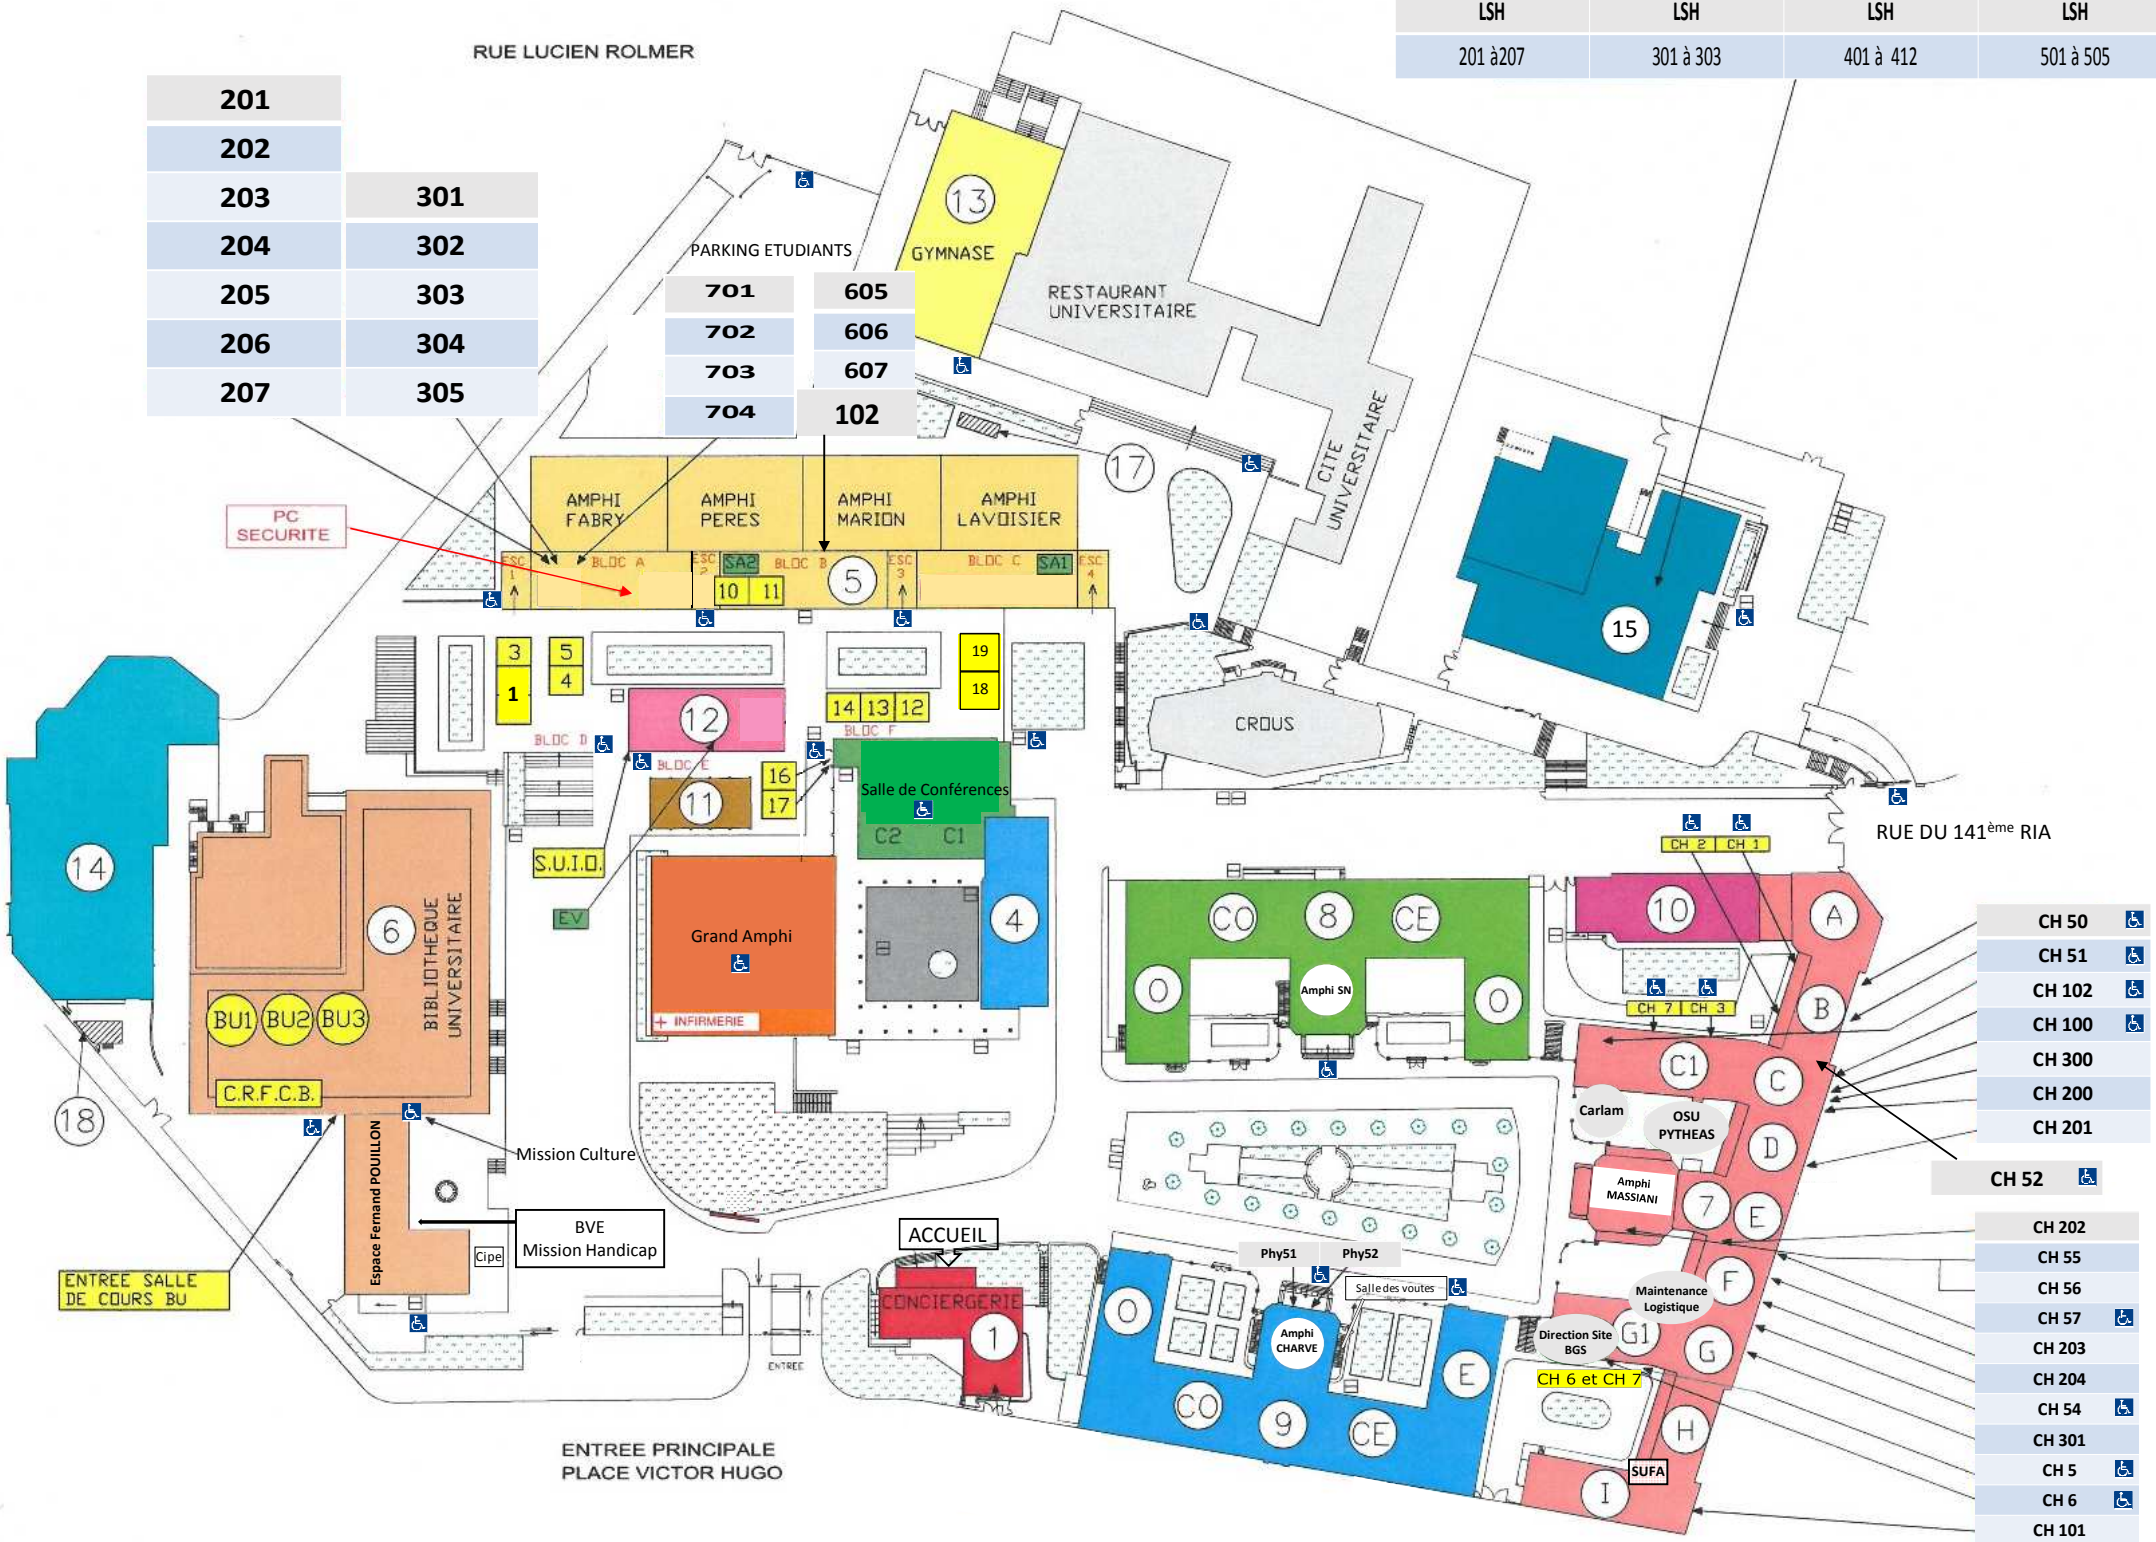 LSH LSH LSH LSH
201 à207 301 à 303 401 à 412 501 à 505
RUE LUCIEN ROLMER
201
202
203
204
205
206
207
301
302
303
304
305
PARKING ETUDIANTS
701
702
703
704
605
606
607
102
13
GYMNASE
RESTAURANT
UNIVERSITAIRE
CITE
UNIVERSITAIRE
17
PC
SECURITE
AMPHI
FABRY
AMPHI
PERES
AMPHI
MARION
AMPHI
LAVOISIER
ESC
1
BLOC A
ESC
2
SA2
BLOC B
5
ESC
3
BLOC C
SA1
ESC
4
10 11
15
3
1
5
4
19
18
14 13 12
12
BLOC D
BLOC E
BLOC F
CROUS
16
17
11
Salle de Conférences
C2 C1
S.U.I.O.
EV
14
6
BIBLIOTHEQUE
UNIVERSITAIRE
BU1 BU2 BU3
C.R.F.C.B.
18
Grand Amphi
+ INFIRMERIE
4
RUE DU 141ème RIA
CH 2 CH 1
CO 8 CE
O Amphi SN O
10
A
B
CH 7 CH 3
C1
C
Carlam
OSU
PYTHEAS
D
Amphi
MASSIANI
7
E
F
Maintenance
Logistique
G1
G
Direction Site
BGS
CH 6 et CH 7
H
SUFA
I
CH 50
CH 51
CH 102
CH 100
CH 300
CH 200
CH 201
CH 52
CH 202
CH 55
CH 56
CH 57
CH 203
CH 204
CH 54
CH 301
CH 5
CH 6
CH 101
Mission Culture
Espace Fernand POUILLON
BVE
Mission Handicap
Cipe
ENTREE SALLE
DE COURS BU
ACCUEIL
CONCIERGERIE
1
ENTREE
Phy51 Phy52
Salle des voutes
O
Amphi
CHARVE
E
CO 9 CE
ENTREE PRINCIPALE
PLACE VICTOR HUGO